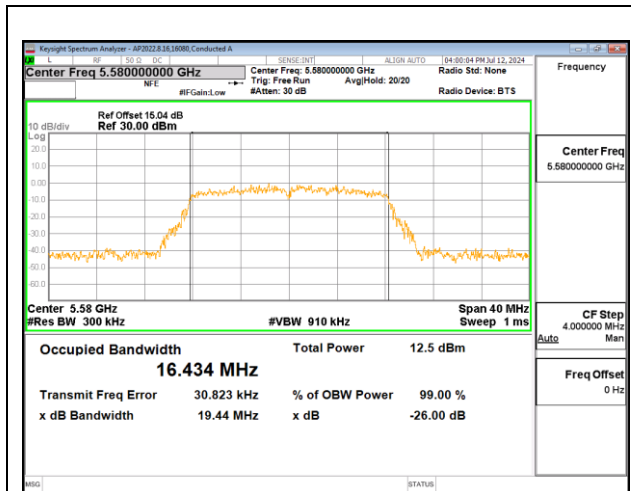 Keysight Spectrum Analyzer - AP2022.8.16,16080,Conducted A
L RF 50 Ω DC SENSE:INT ALIGN AUTO 04:00:04 PM Jul 12, 2024
Center Freq 5.580000000 GHz Center Freq: 5.580000000 GHz Radio Std: None Frequency
NFE Trig: Free Run Avg|Hold: 20/20
#IFGain:Low #Atten: 30 dB Radio Device: BTS
Ref Offset 15.04 dB
10 dB/div Ref 30.00 dBm
Log
20.0
10.0
0.00
-10.0
-20.0
-30.0
-40.0
-50.0
-60.0
Center Freq
5.580000000 GHz
Center 5.58 GHz Span 40 MHz
#Res BW 300 kHz #VBW 910 kHz Sweep 1 ms
CF Step
4.000000 MHz
Auto Man
Occupied Bandwidth Total Power 12.5 dBm
16.434 MHz
Transmit Freq Error 30.823 kHz % of OBW Power 99.00 %
x dB Bandwidth 19.44 MHz x dB -26.00 dB
Freq Offset
0 Hz
MSG STATUS